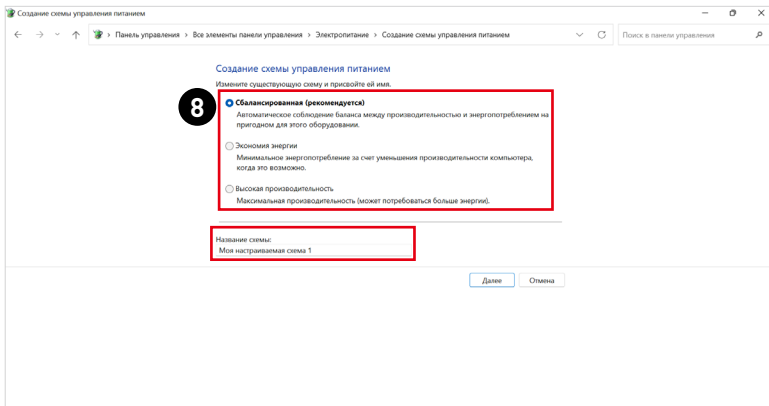 Создание схемы управления питанием
Панель управления › Все элементы панели управления › Электропитание › Создание схемы управления питанием
Поиск в панели управления
Создание схемы управления питанием
Измените существующую схему и присвойте ей имя.
8
Сбалансированная (рекомендуется)
Автоматическое соблюдение баланса между производительностью и энергопотреблением на
пригодном для этого оборудовании.
Экономия энергии
Минимальное энергопотребление за счет уменьшения производительности компьютера,
когда это возможно.
Высокая производительность
Максимальная производительность (может потребоваться больше энергии).
Название схемы:
Моя настраиваемая схема 1
Далее
Отмена